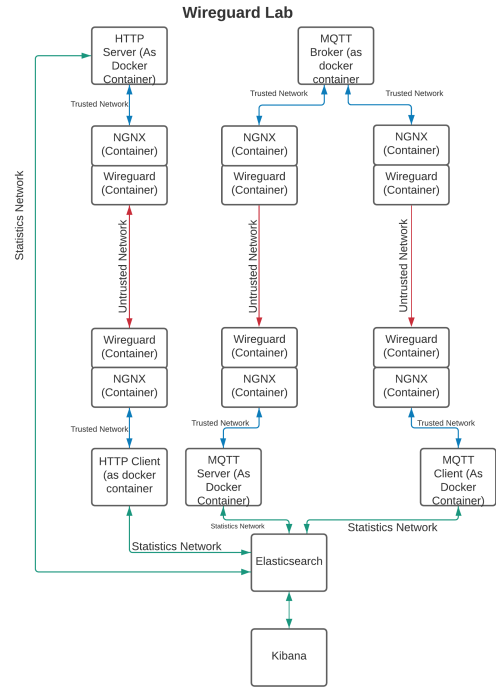 Wireguard Lab
HTTP
Server (As
Docker
Container)
MQTT
Broker (as
docker
container
Trusted Network
Trusted Network
Trusted Network
NGNX
(Container)
Wireguard
(Container)
NGNX
(Container)
Wireguard
(Container)
NGNX
(Container)
Wireguard
(Container)
Statistics Network
Untrusted Network
Untrusted Network
Untrusted Network
Wireguard
(Container)
NGNX
(Container)
Wireguard
(Container)
NGNX
(Container)
Wireguard
(Container)
NGNX
(Container)
Trusted Network
Trusted Network
Trusted Network
HTTP Client
(as docker
container
MQTT
Server (As
Docker
Container)
MQTT
Client (As
Docker
Container)
Statistics Network
Statistics Network
Statistics Network
Elasticsearch
Kibana